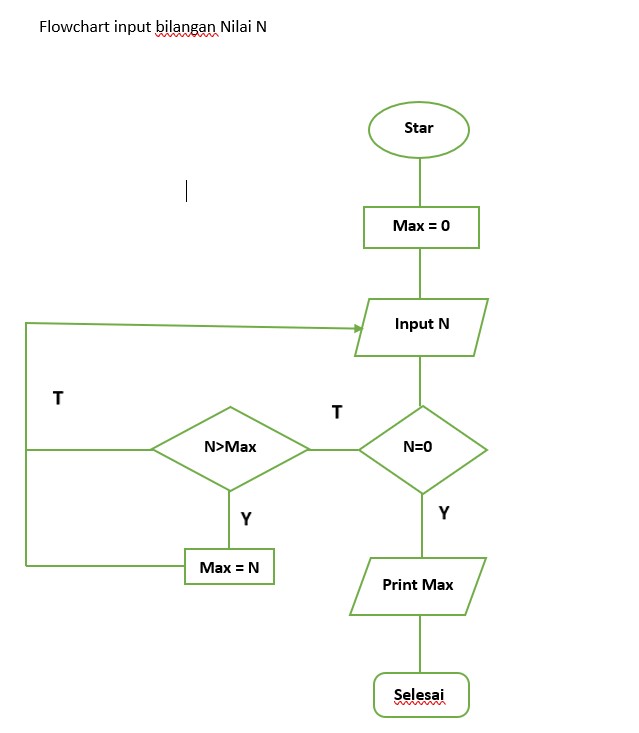 Flowchart input bilangan Nilai N
Star
Max = 0
Input N
T
T
N>Max
N=0
Y
Y
Max = N
Print Max
Selesai